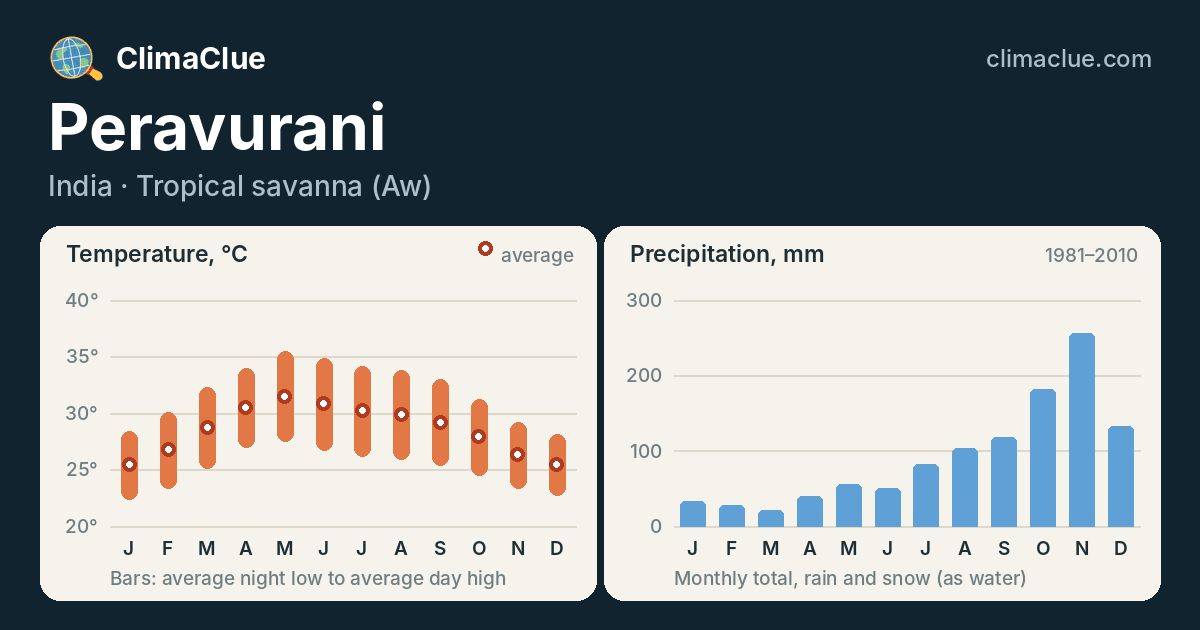 ClimaClue
climaclue.com
Peravurani
India · Tropical savanna (Aw)
Temperature, °C
average
40°
35°
30°
25°
20°
J F M A M J J A S O N D
Bars: average night low to average day high
Precipitation, mm
1981–2010
300
200
100
0
J F M A M J J A S O N D
Monthly total, rain and snow (as water)